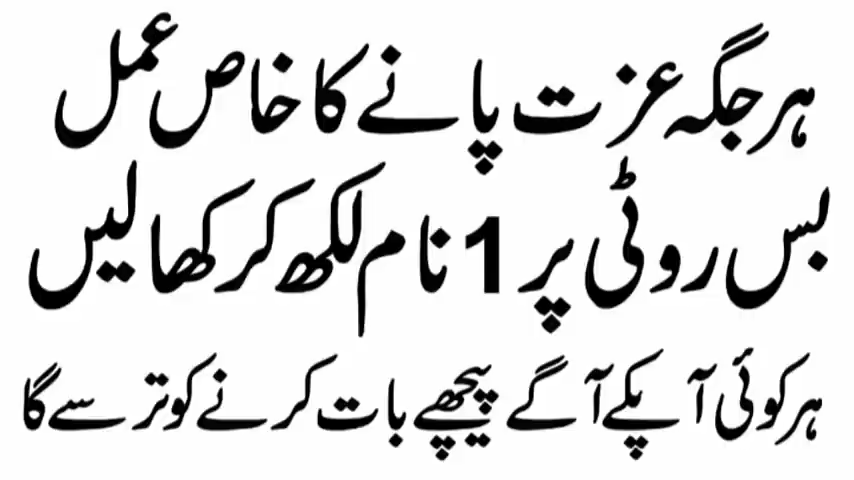 ہر جگہ عزت پانے کا خاص عمل
بس روٹی پر 1 نام لکھ کر کھا لیں
ہر کوئی آپکے آگے پیچھے بات کرنے کو ترسے گا